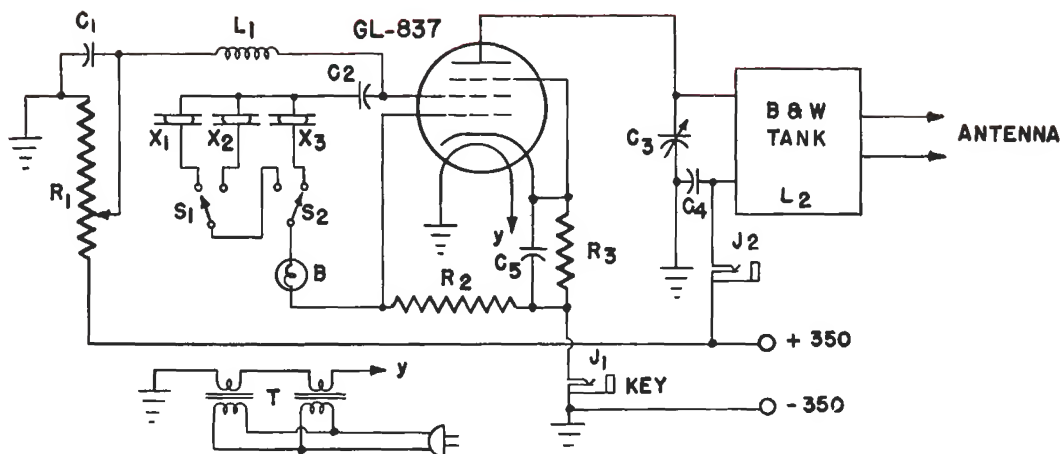 C1
L1
GL-837
C2
X1
X2
X3
R1
S1
S2
B
y
C5
R3
R2
C3
C4
B & W
TANK
L2
ANTENNA
J2
+ 350
J1
KEY
- 350
T
y